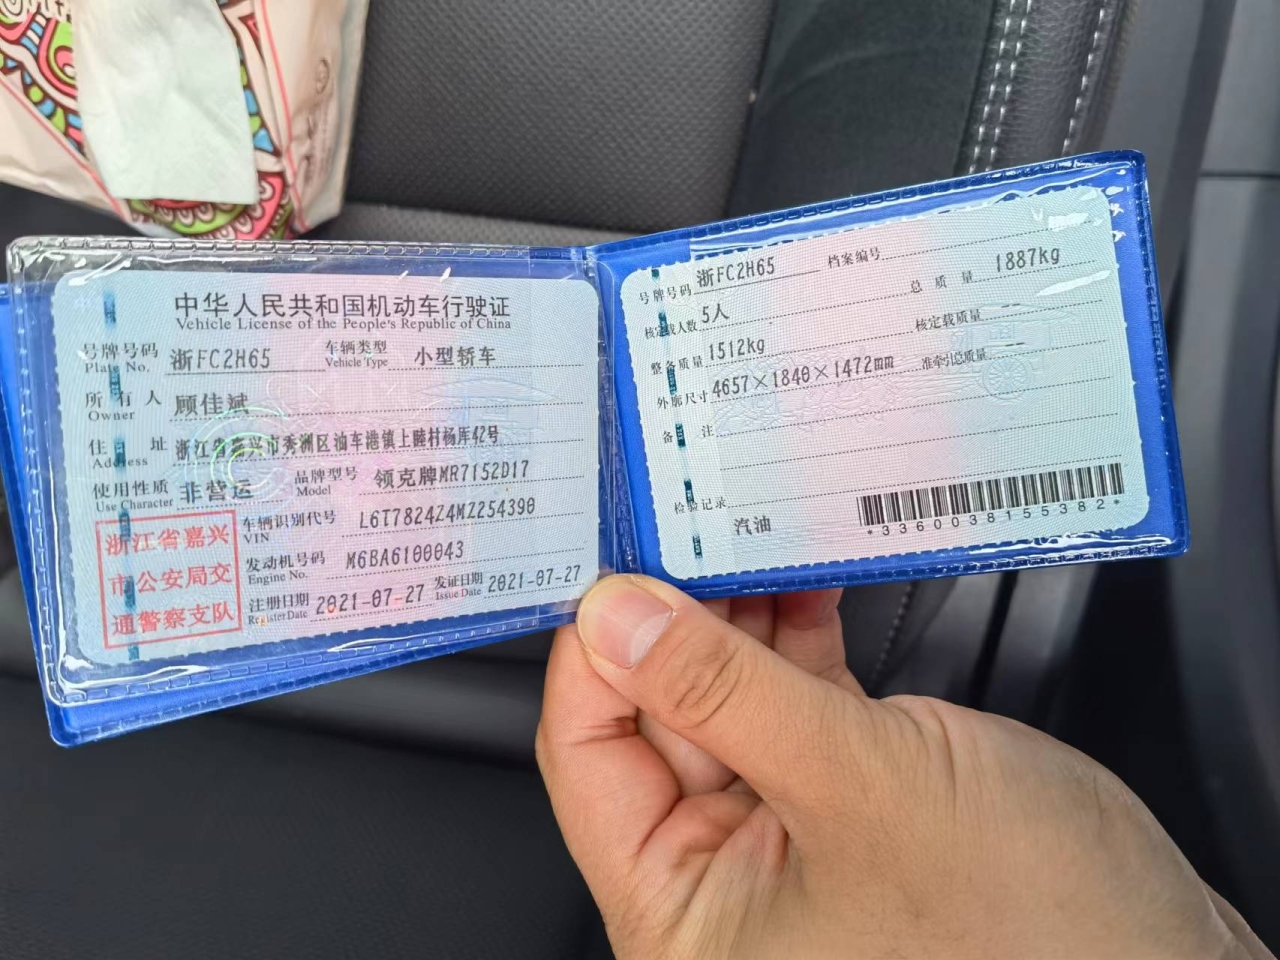 中华人民共和国机动车行驶证
Vehicle License of the People's Republic of China
号牌号码 浙FC2H65 车辆类型 小型轿车
Plate No. Vehicle Type
所有人 顾佳斌
Owner
住址 浙江省嘉兴市秀洲区油车港镇上睦村杨厍42号
Address
使用性质 非营运 品牌型号 领克牌MR7152D17
Use Character Model
车辆识别代号 L6T7824Z4MZ254390
VIN
发动机号码 M6BA6100043
Engine No.
注册日期 2021-07-27 发证日期 2021-07-27
Register Date Issue Date
浙江省嘉兴
市公安局交
通警察支队
号牌号码 浙FC2H65 档案编号
核定载人数 5人 总质量 1887kg
整备质量 1512kg 核定载质量 --
外廓尺寸 4657×1840×1472mm 准牵引总质量 --
备注
检验记录
汽油
*3360038155382*